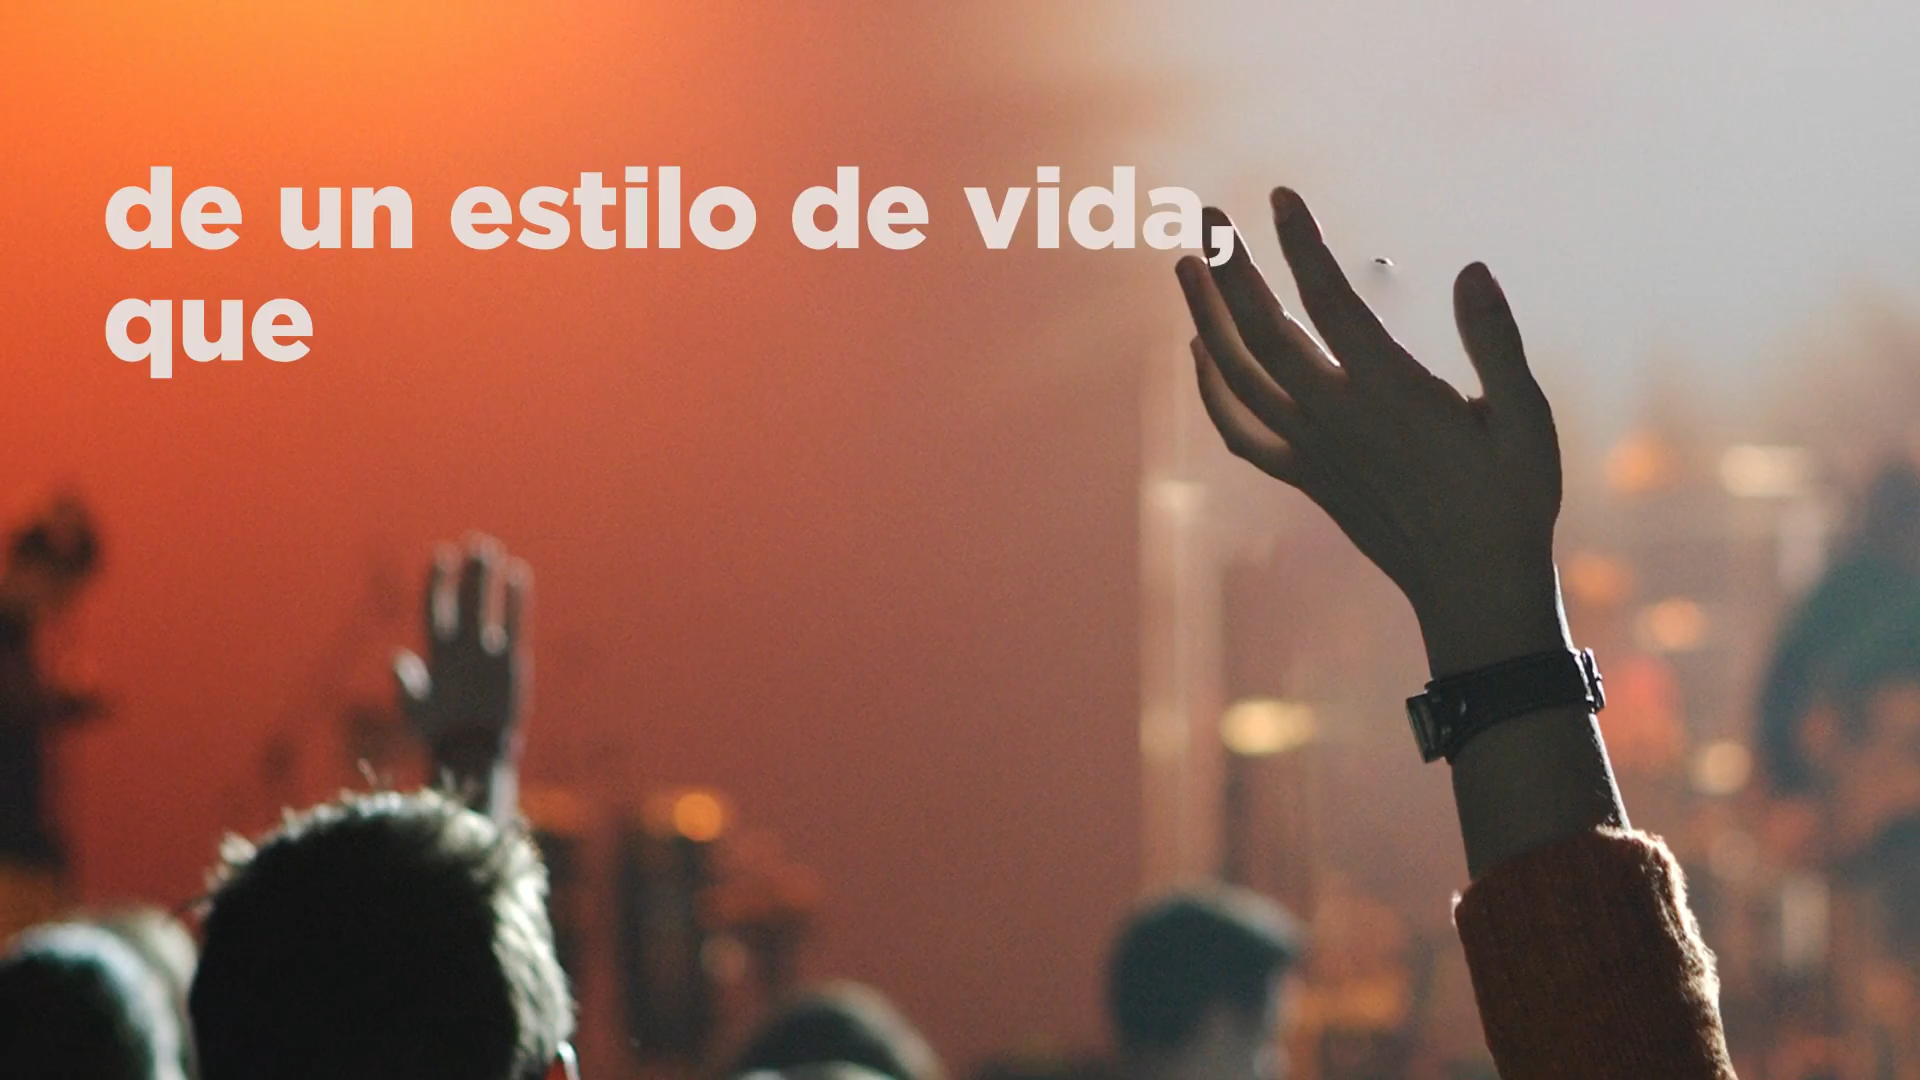 de un estilo de vida,
que